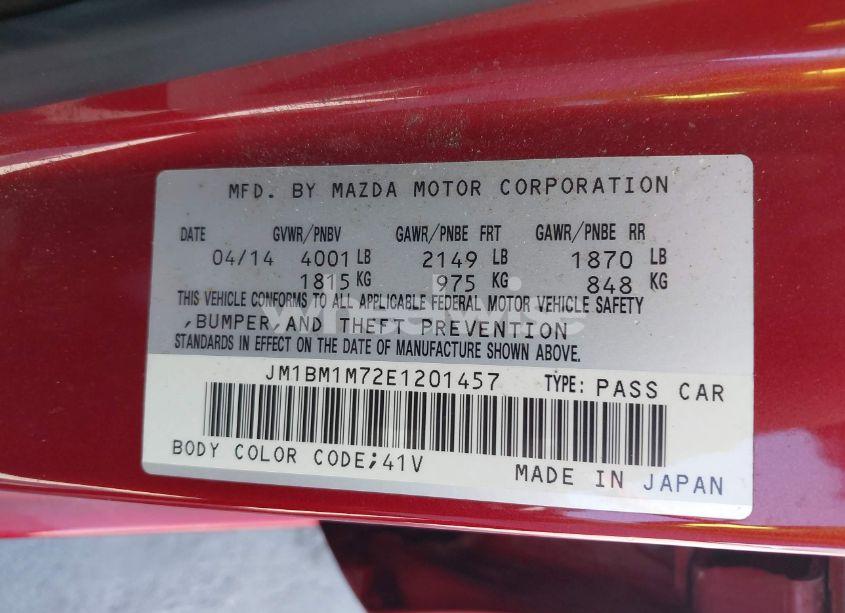 MFD. BY MAZDA MOTOR CORPORATION
DATE GVWR/PNBV GAWR/PNBE FRT GAWR/PNBE RR
04/14 4001 LB 2149 LB 1870 LB
1815 KG 975 KG 848 KG
THIS VEHICLE CONFORMS TO ALL APPLICABLE FEDERAL MOTOR VEHICLE SAFETY
,BUMPER,AND THEFT PREVENTION
STANDARDS IN EFFECT ON THE DATE OF MANUFACTURE SHOWN ABOVE.
JM1BM1M72E1201457 TYPE: PASS CAR
BODY COLOR CODE;41V
MADE IN JAPAN
wheelwise